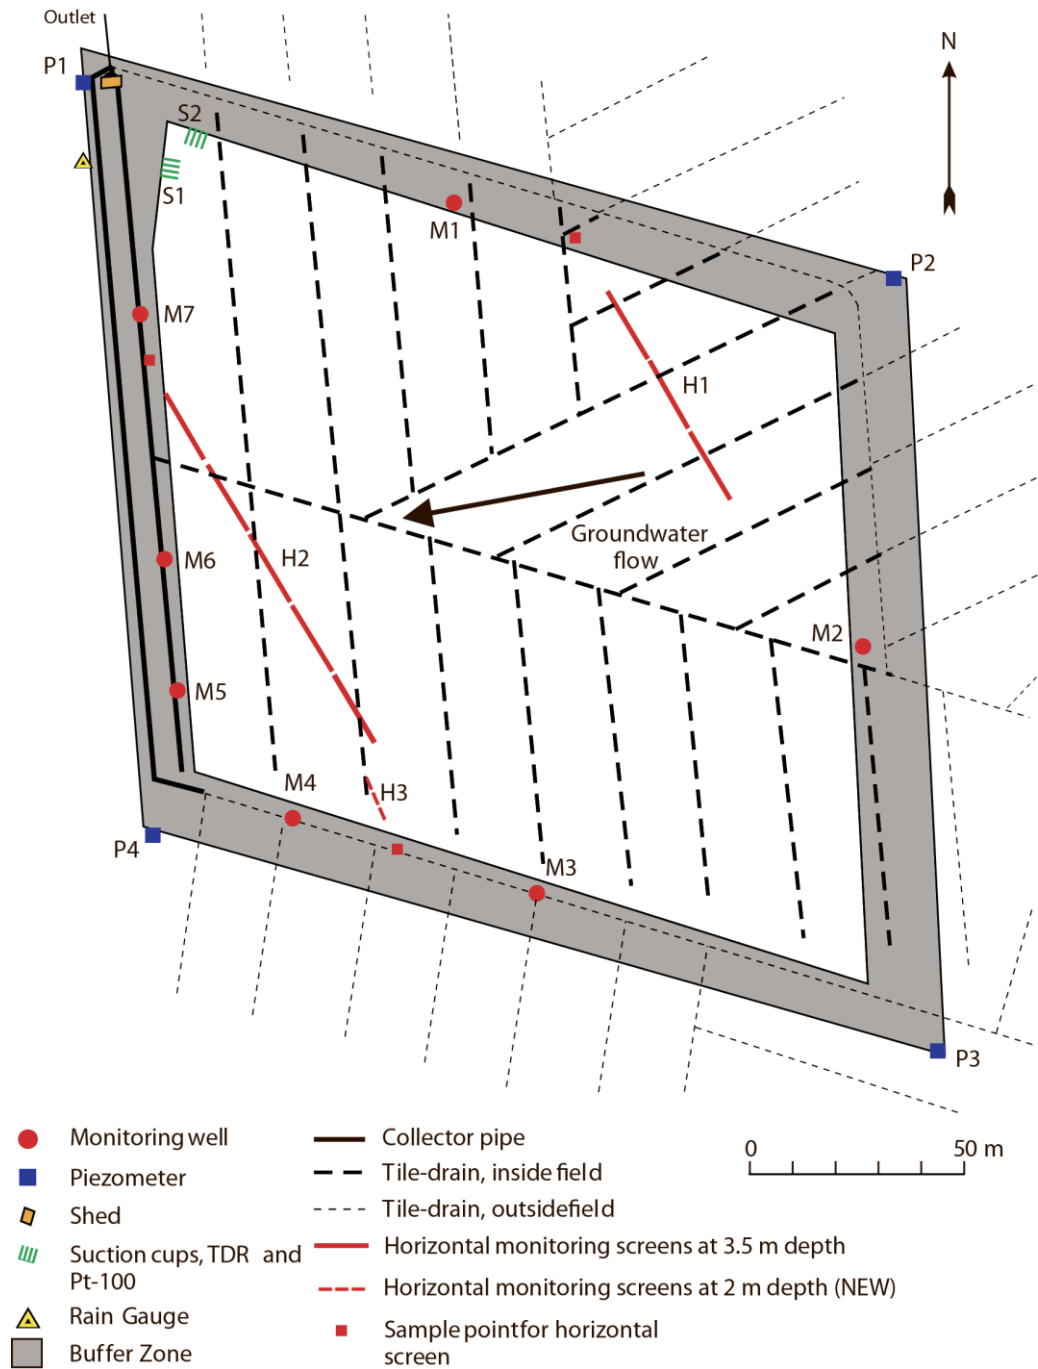 Outlet
P1
N
S2
S1
M1
P2
M7
H1
Groundwater
flow
H2
M6
M2
M5
M4
H3
P4
M3
P3
Monitoring well
Piezometer
Shed
Suction cups, TDR and
Pt-100
Rain Gauge
Buffer Zone
Collector pipe
Tile-drain, inside field
Tile-drain, outsidefield
Horizontal monitoring screens at 3.5 m depth
Horizontal monitoring screens at 2 m depth (NEW)
Sample pointfor horizontal
screen
0 50 m